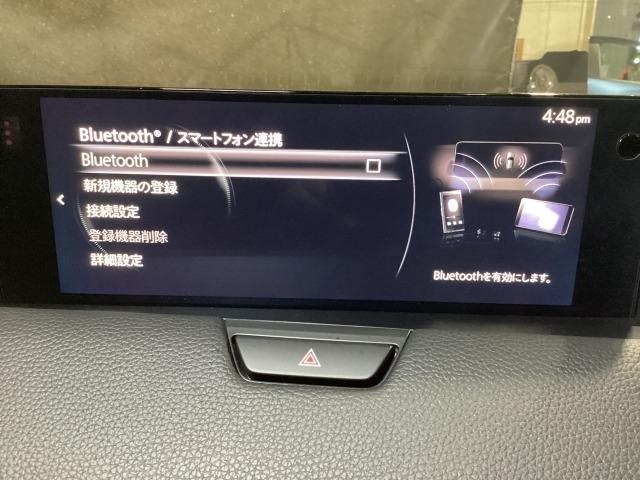 4:48pm
Bluetooth® / スマートフォン連携
Bluetooth
新規機器の登録
接続設定
登録機器削除
詳細設定
Bluetoothを有効にします。